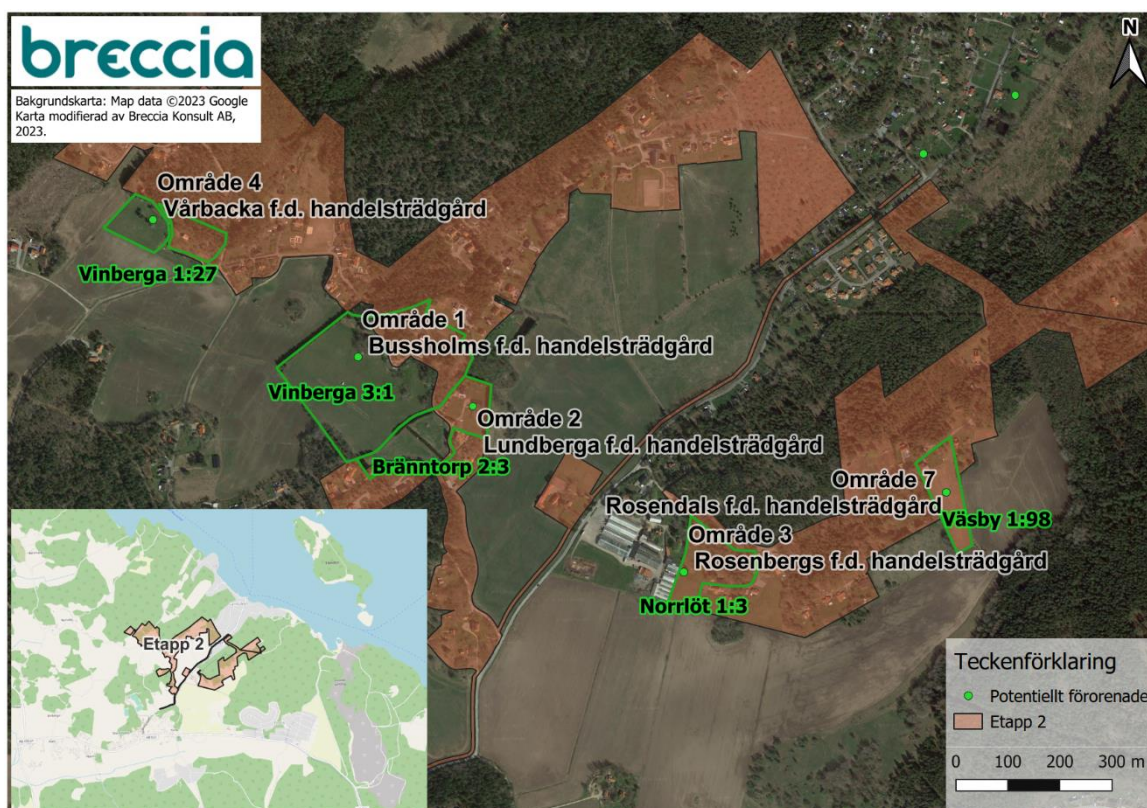 breccia
Bakgrundskarta: Map data ©2023 Google
Karta modifierad av Breccia Konsult AB,
2023.
N
Område 4
Vårbacka f.d. handelsträdgård
Vinberga 1:27
Område 1
Bussholms f.d. handelsträdgård
Vinberga 3:1
Område 2
Lundberga f.d. handelsträdgård
Bränntorp 2:3
Område 7
Rosendals f.d. handelsträdgård
Väsby 1:98
Område 3
Rosenbergs f.d. handelsträdgård
Norrlöt 1:3
Etapp 2
Teckenförklaring
Potentiellt förorenade
Etapp 2
0 100 200 300 m